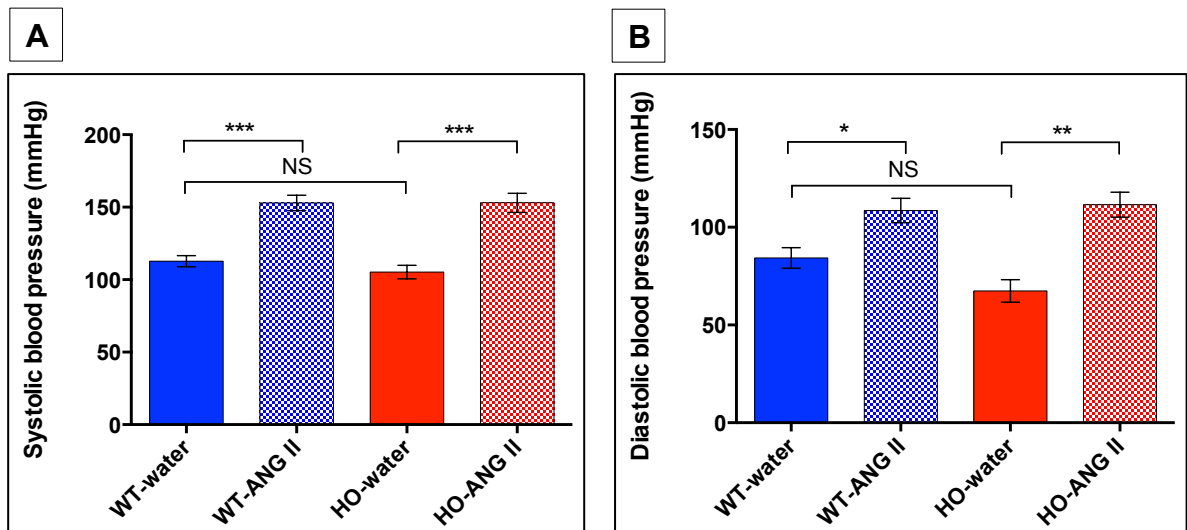 A
Systolic blood pressure (mmHg)
200
150
100
50
0
***
***
NS
WT-water
WT-ANG II
HO-water
HO-ANG II
B
Diastolic blood pressure (mmHg)
150
100
50
0
*
**
NS
WT-water
WT-ANG II
HO-water
HO-ANG II